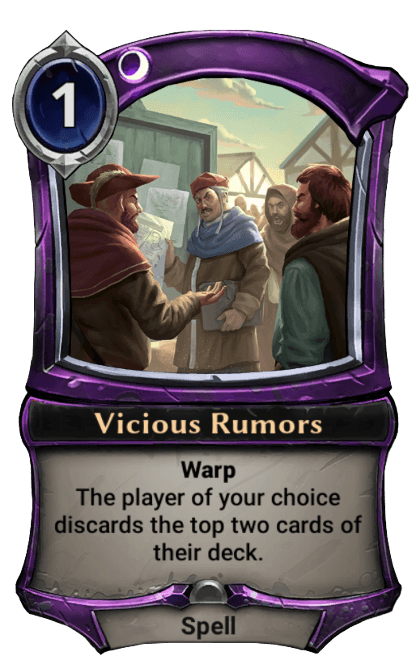 1
Vicious Rumors
Warp
The player of your choice
discards the top two cards of
their deck.
Spell